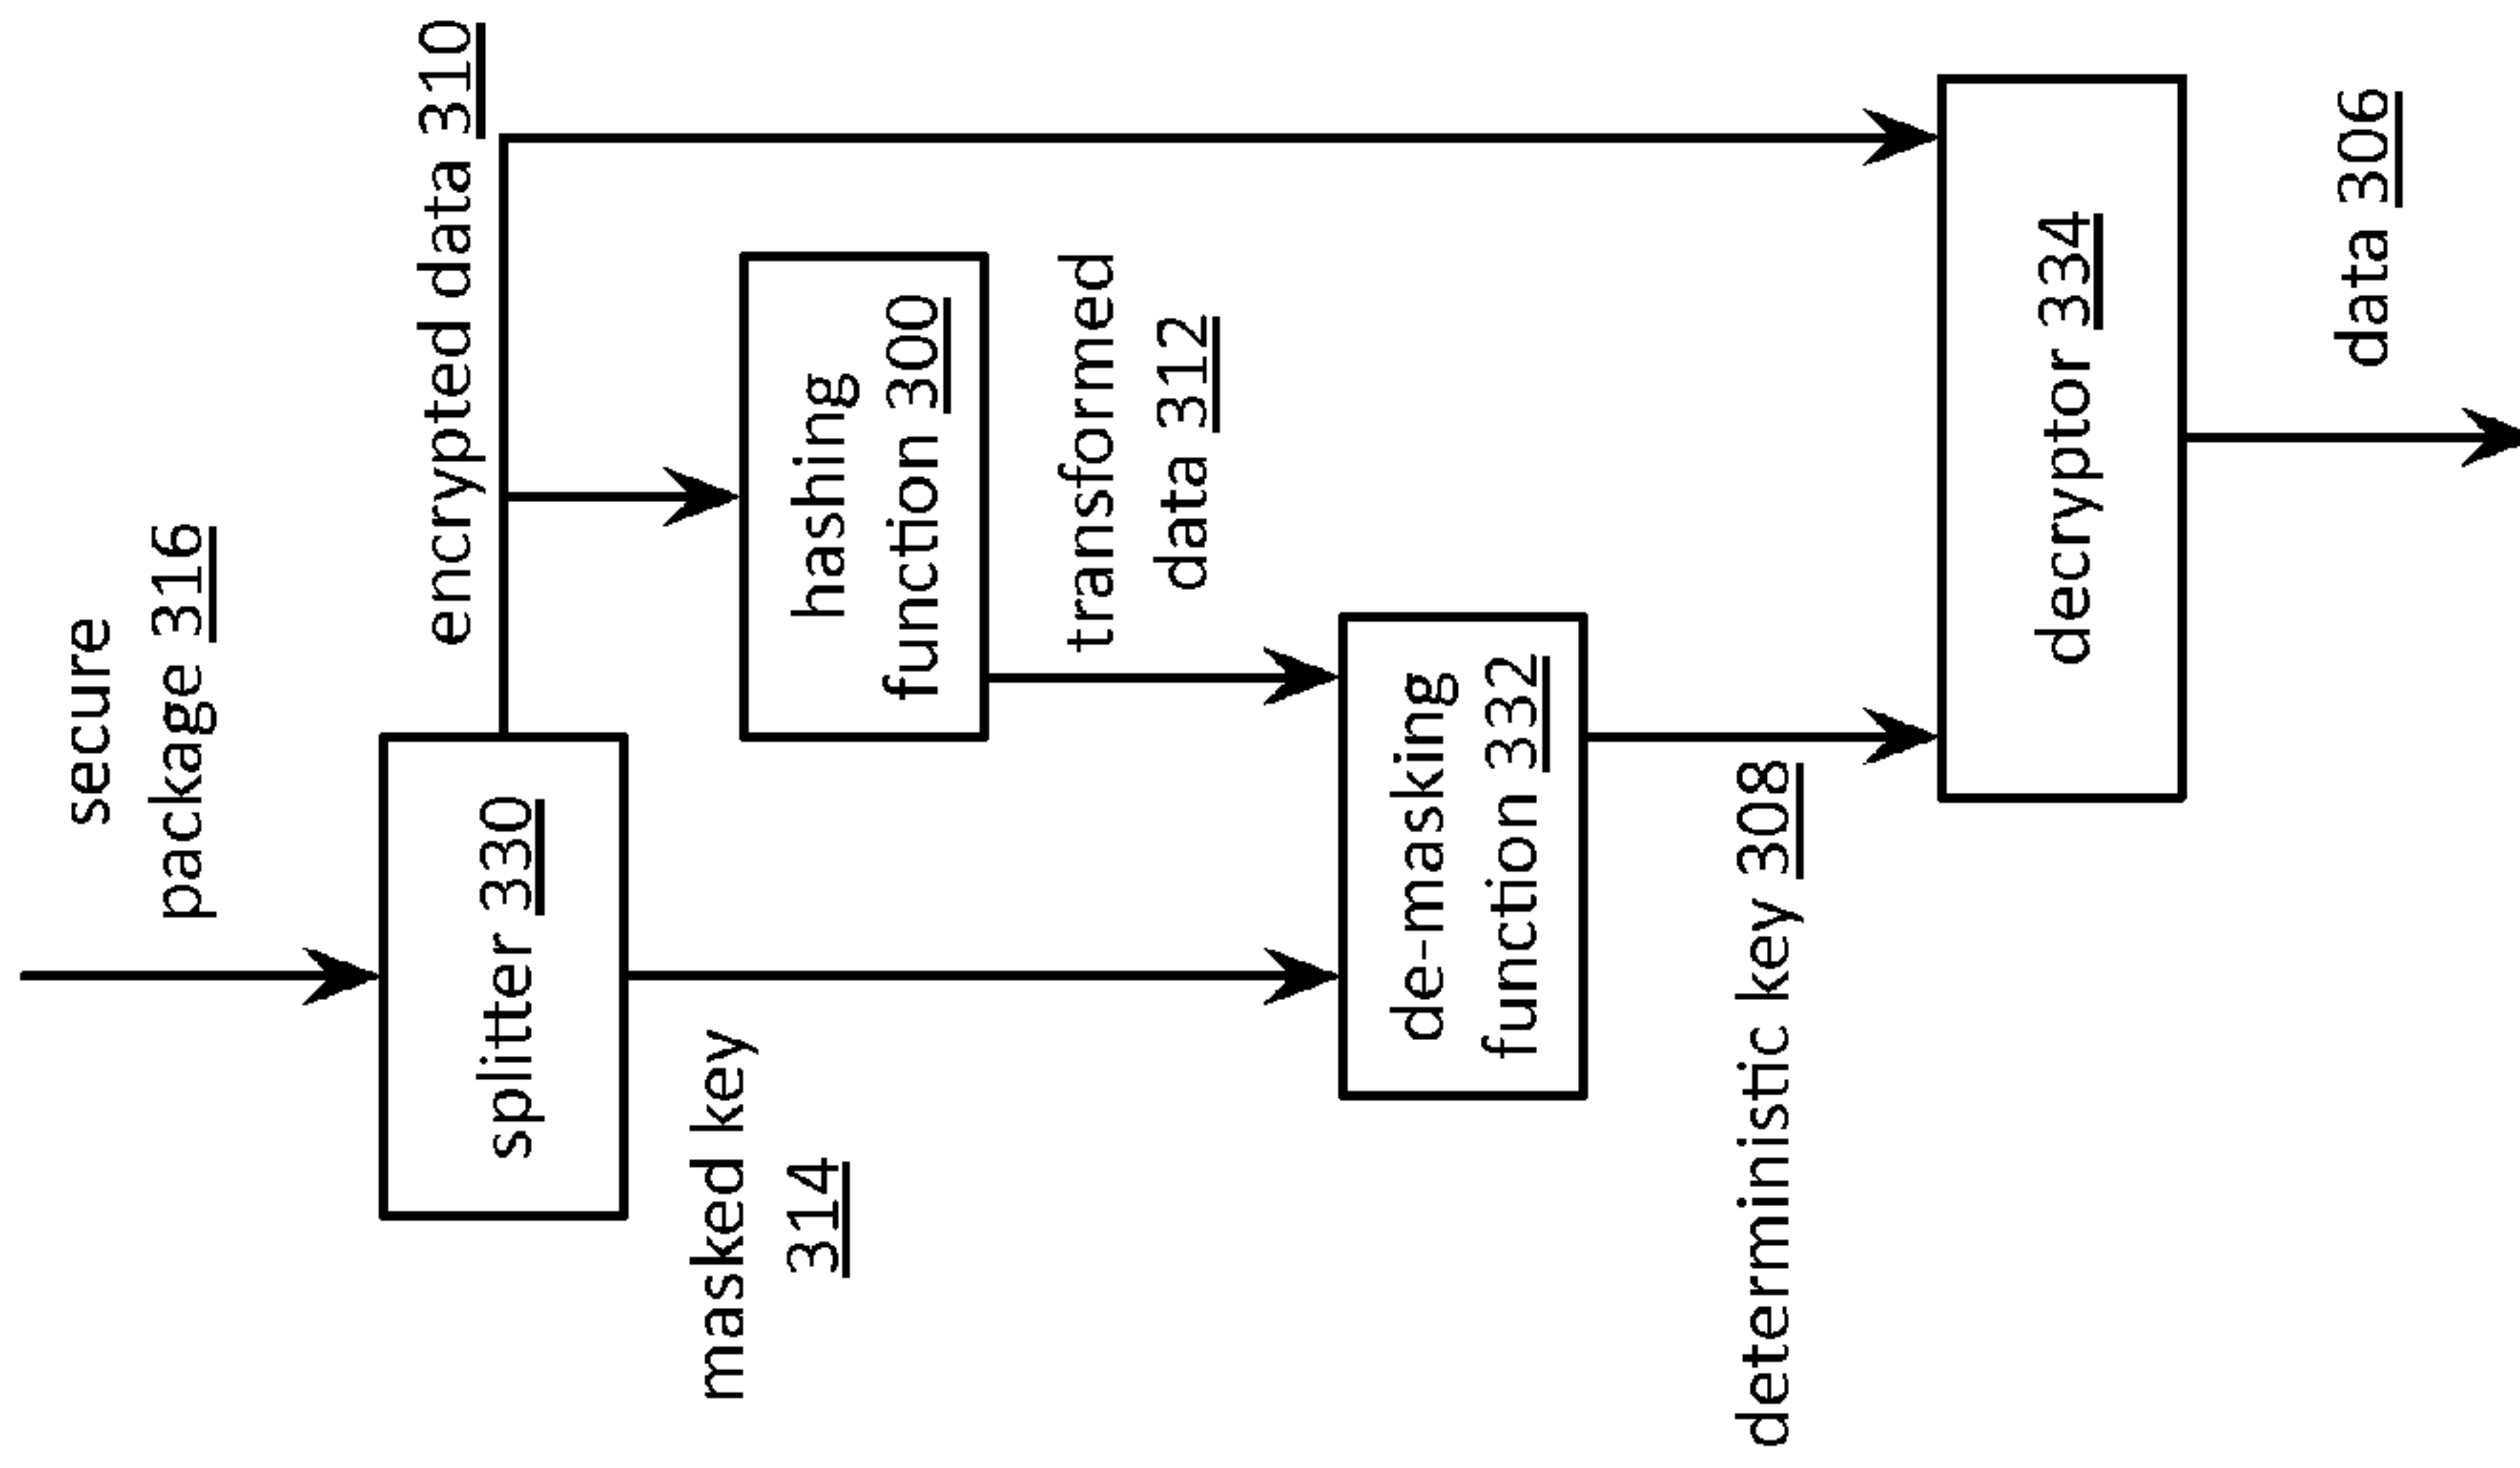 secure
package 316
encrypted data 310
splitter 330
masked key
314
hashing
function 300
transformed
data 312
de-masking
function 332
deterministic key 308
decryptor 334
data 306